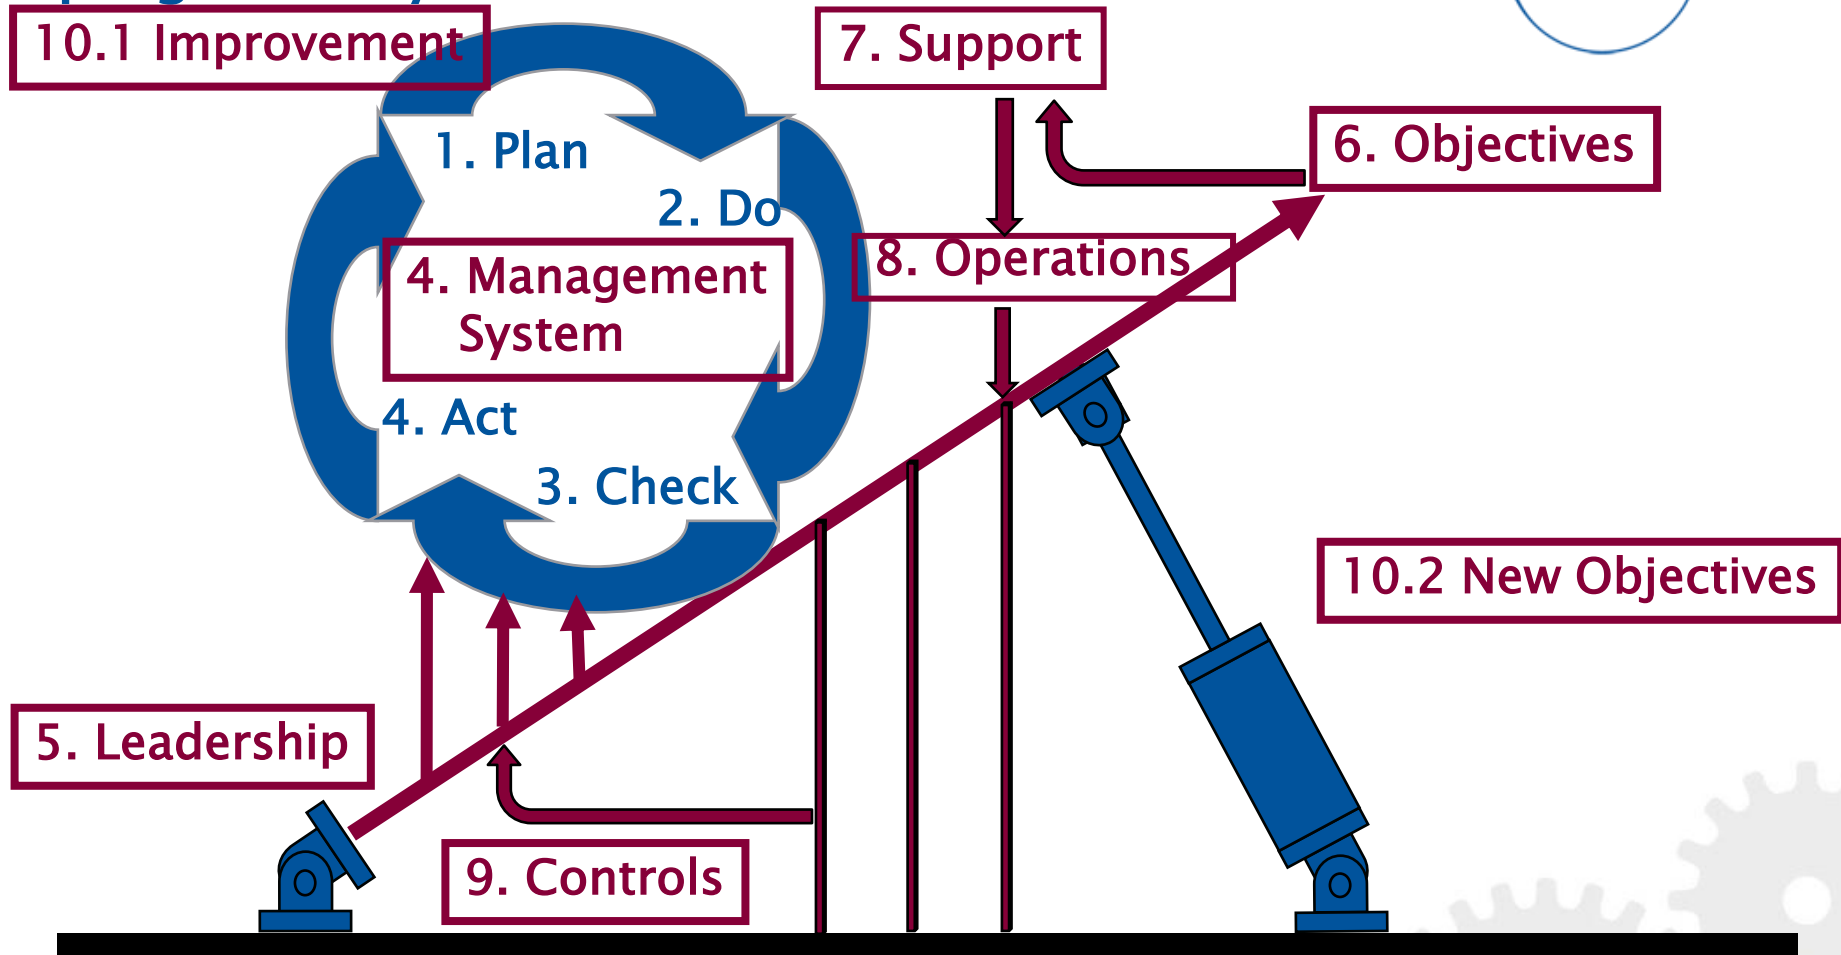 10.1 Improvement
7. Support
6. Objectives
1. Plan
2. Do
4. Management
System
8. Operations
4. Act
3. Check
10.2 New Objectives
5. Leadership
9. Controls